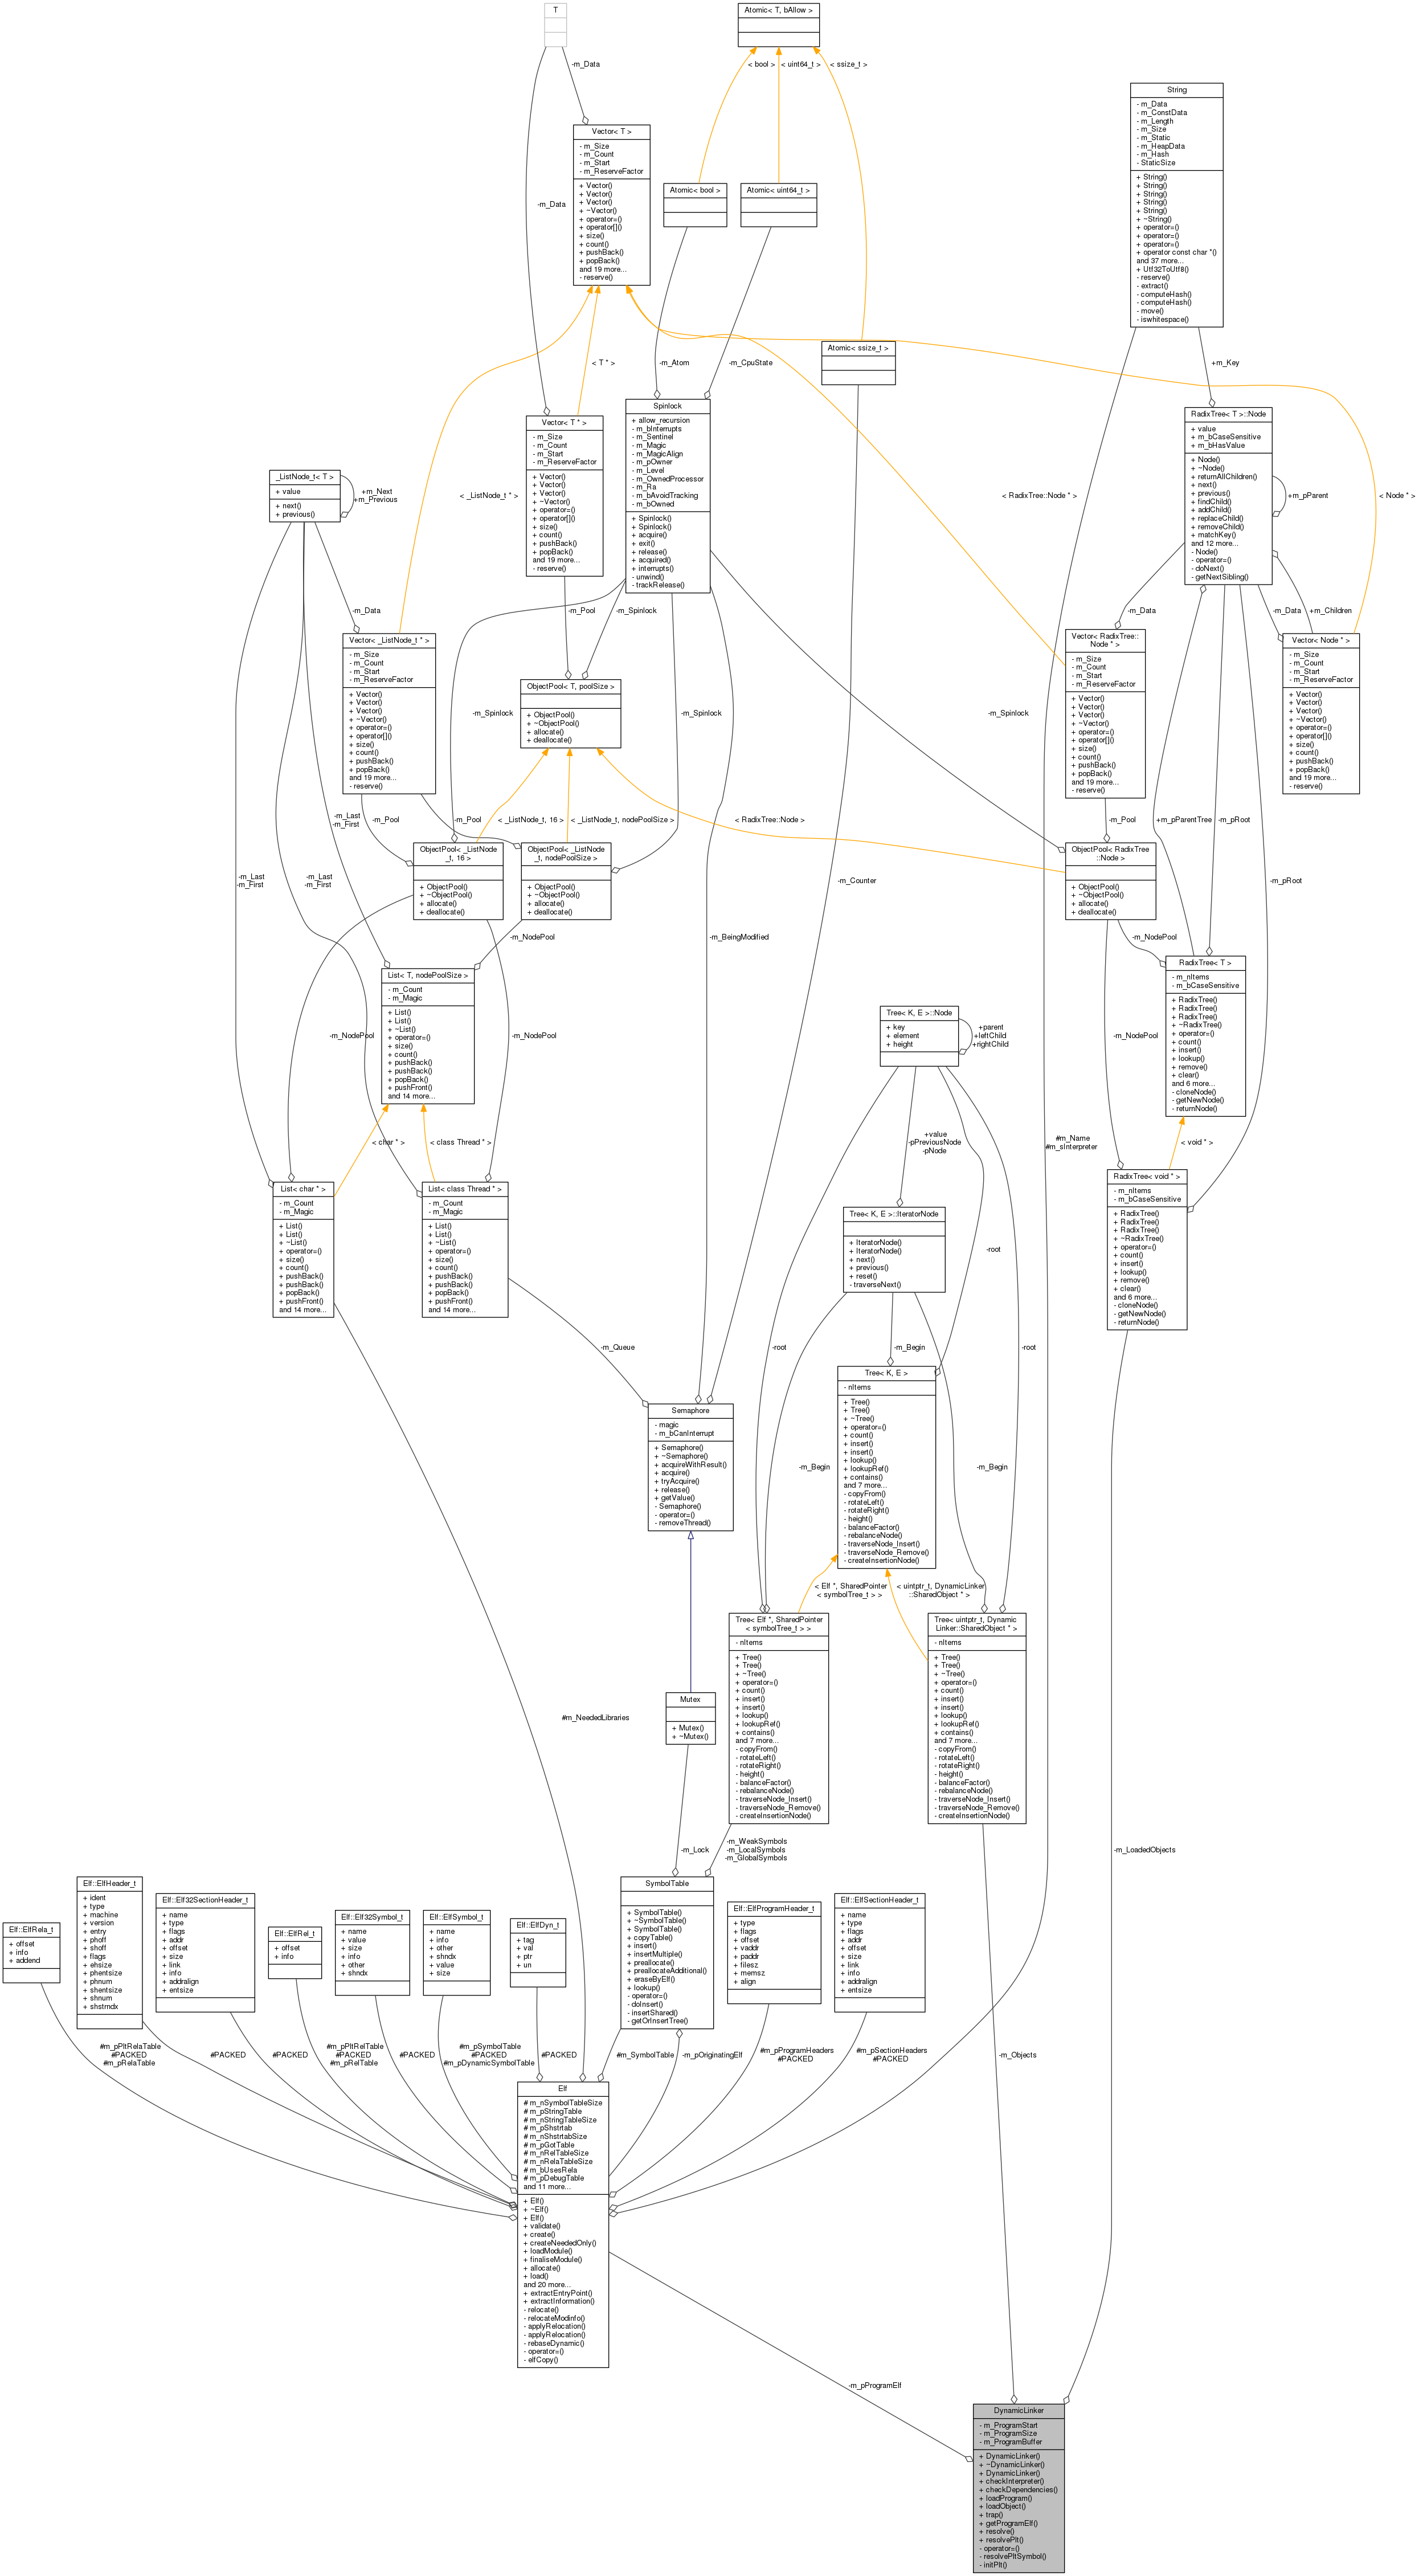 T
Atomic< T, bAllow >
-m_Data
< bool >
< uint64_t >
< ssize_t >
String
- m_Data
- m_ConstData
- m_Length
- m_Size
- m_Static
- m_HeapData
- m_Hash
- StaticSize
+ String()
+ String()
+ String()
+ String()
+ String()
+ ~String()
+ operator=()
+ operator=()
+ operator=()
+ operator const char *()
and 37 more...
+ Utf32ToUtf8()
- reserve()
- extract()
- computeHash()
- computeHash()
- move()
- iswhitespace()
Vector< T >
- m_Size
- m_Count
- m_Start
- m_ReserveFactor
+ Vector()
+ Vector()
+ Vector()
+ ~Vector()
+ operator=()
+ operator[]()
+ size()
+ count()
+ pushBack()
+ popBack()
and 19 more...
- reserve()
Atomic< bool >
Atomic< uint64_t >
-m_Data
Atomic< ssize_t >
< T * >
-m_Atom
-m_CpuState
+m_Key
Spinlock
+ allow_recursion
- m_bInterrupts
- m_Sentinel
- m_Magic
- m_MagicAlign
- m_pOwner
- m_Level
- m_OwnedProcessor
- m_Ra
- m_bAvoidTracking
- m_bOwned
+ Spinlock()
+ Spinlock()
+ acquire()
+ exit()
+ release()
+ acquired()
+ interrupts()
- unwind()
- trackRelease()
Vector< T * >
- m_Size
- m_Count
- m_Start
- m_ReserveFactor
+ Vector()
+ Vector()
+ Vector()
+ ~Vector()
+ operator=()
+ operator[]()
+ size()
+ count()
+ pushBack()
+ popBack()
and 19 more...
- reserve()
RadixTree< T >::Node
+ value
+ m_bCaseSensitive
+ m_bHasValue
+ Node()
+ ~Node()
+ returnAllChildren()
+ next()
+ previous()
+ findChild()
+ addChild()
+ replaceChild()
+ removeChild()
+ matchKey()
and 12 more...
- Node()
- operator=()
- doNext()
- getNextSibling()
+m_pParent
_ListNode_t< T >
+ value
+ next()
+ previous()
+m_Next
+m_Previous
< _ListNode_t * >
< RadixTree::Node * >
< Node * >
-m_Data
-m_Pool
-m_Spinlock
-m_Data
-m_Data
+m_Children
Vector< _ListNode_t * >
- m_Size
- m_Count
- m_Start
- m_ReserveFactor
+ Vector()
+ Vector()
+ Vector()
+ ~Vector()
+ operator=()
+ operator[]()
+ size()
+ count()
+ pushBack()
+ popBack()
and 19 more...
- reserve()
Vector< RadixTree::
Node * >
- m_Size
- m_Count
- m_Start
- m_ReserveFactor
+ Vector()
+ Vector()
+ Vector()
+ ~Vector()
+ operator=()
+ operator[]()
+ size()
+ count()
+ pushBack()
+ popBack()
and 19 more...
- reserve()
Vector< Node * >
- m_Size
- m_Count
- m_Start
- m_ReserveFactor
+ Vector()
+ Vector()
+ Vector()
+ ~Vector()
+ operator=()
+ operator[]()
+ size()
+ count()
+ pushBack()
+ popBack()
and 19 more...
- reserve()
ObjectPool< T, poolSize >
+ ObjectPool()
+ ~ObjectPool()
+ allocate()
+ deallocate()
-m_Spinlock
-m_Spinlock
-m_Spinlock
-m_Last
-m_First
-m_Pool
-m_Pool
< _ListNode_t, 16 >
< _ListNode_t, nodePoolSize >
< RadixTree::Node >
-m_Pool
+m_pParentTree
-m_pRoot
ObjectPool< _ListNode
_t, 16 >
+ ObjectPool()
+ ~ObjectPool()
+ allocate()
+ deallocate()
ObjectPool< _ListNode
_t, nodePoolSize >
+ ObjectPool()
+ ~ObjectPool()
+ allocate()
+ deallocate()
ObjectPool< RadixTree
::Node >
+ ObjectPool()
+ ~ObjectPool()
+ allocate()
+ deallocate()
-m_Last
-m_First
-m_Last
-m_First
-m_Counter
-m_pRoot
-m_NodePool
-m_BeingModified
-m_NodePool
List< T, nodePoolSize >
- m_Count
- m_Magic
+ List()
+ List()
+ ~List()
+ operator=()
+ size()
+ count()
+ pushBack()
+ pushBack()
+ popBack()
+ pushFront()
and 14 more...
RadixTree< T >
- m_nItems
- m_bCaseSensitive
+ RadixTree()
+ RadixTree()
+ RadixTree()
+ ~RadixTree()
+ operator=()
+ count()
+ insert()
+ lookup()
+ remove()
+ clear()
and 6 more...
- cloneNode()
- getNewNode()
- returnNode()
-m_NodePool
-m_NodePool
-m_NodePool
Tree< K, E >::Node
+ key
+ element
+ height
+parent
+leftChild
+rightChild
< char * >
< class Thread * >
+value
-pPreviousNode
-pNode
#m_Name
#m_sInterpreter
< void * >
List< char * >
- m_Count
- m_Magic
+ List()
+ List()
+ ~List()
+ operator=()
+ size()
+ count()
+ pushBack()
+ pushBack()
+ popBack()
+ pushFront()
and 14 more...
List< class Thread * >
- m_Count
- m_Magic
+ List()
+ List()
+ ~List()
+ operator=()
+ size()
+ count()
+ pushBack()
+ pushBack()
+ popBack()
+ pushFront()
and 14 more...
Tree< K, E >::IteratorNode
+ IteratorNode()
+ IteratorNode()
+ next()
+ previous()
+ reset()
- traverseNext()
RadixTree< void * >
- m_nItems
- m_bCaseSensitive
+ RadixTree()
+ RadixTree()
+ RadixTree()
+ ~RadixTree()
+ operator=()
+ count()
+ insert()
+ lookup()
+ remove()
+ clear()
and 6 more...
- cloneNode()
- getNewNode()
- returnNode()
-root
-m_Queue
-root
-m_Begin
-root
Tree< K, E >
- nItems
+ Tree()
+ Tree()
+ ~Tree()
+ operator=()
+ count()
+ insert()
+ insert()
+ lookup()
+ lookupRef()
+ contains()
and 7 more...
- copyFrom()
- rotateLeft()
- rotateRight()
- height()
- balanceFactor()
- rebalanceNode()
- traverseNode_Insert()
- traverseNode_Remove()
- createInsertionNode()
Semaphore
- magic
- m_bCanInterrupt
+ Semaphore()
+ ~Semaphore()
+ acquireWithResult()
+ acquire()
+ tryAcquire()
+ release()
+ getValue()
- Semaphore()
- operator=()
- removeThread()
-m_Begin
-m_Begin
< Elf *, SharedPointer
< symbolTree_t > >
< uintptr_t, DynamicLinker
::SharedObject * >
Tree< Elf *, SharedPointer
< symbolTree_t > >
- nItems
+ Tree()
+ Tree()
+ ~Tree()
+ operator=()
+ count()
+ insert()
+ insert()
+ lookup()
+ lookupRef()
+ contains()
and 7 more...
- copyFrom()
- rotateLeft()
- rotateRight()
- height()
- balanceFactor()
- rebalanceNode()
- traverseNode_Insert()
- traverseNode_Remove()
- createInsertionNode()
Tree< uintptr_t, Dynamic
Linker::SharedObject * >
- nItems
+ Tree()
+ Tree()
+ ~Tree()
+ operator=()
+ count()
+ insert()
+ insert()
+ lookup()
+ lookupRef()
+ contains()
and 7 more...
- copyFrom()
- rotateLeft()
- rotateRight()
- height()
- balanceFactor()
- rebalanceNode()
- traverseNode_Insert()
- traverseNode_Remove()
- createInsertionNode()
Mutex
+ Mutex()
+ ~Mutex()
#m_NeededLibraries
-m_Lock
-m_WeakSymbols
-m_LocalSymbols
-m_GlobalSymbols
-m_LoadedObjects
Elf::ElfRela_t
+ offset
+ info
+ addend
Elf::ElfHeader_t
+ ident
+ type
+ machine
+ version
+ entry
+ phoff
+ shoff
+ flags
+ ehsize
+ phentsize
+ phnum
+ shentsize
+ shnum
+ shstrndx
Elf::Elf32SectionHeader_t
+ name
+ type
+ flags
+ addr
+ offset
+ size
+ link
+ info
+ addralign
+ entsize
Elf::ElfRel_t
+ offset
+ info
Elf::Elf32Symbol_t
+ name
+ value
+ size
+ info
+ other
+ shndx
Elf::ElfSymbol_t
+ name
+ info
+ other
+ shndx
+ value
+ size
Elf::ElfDyn_t
+ tag
+ val
+ ptr
+ un
SymbolTable
+ SymbolTable()
+ ~SymbolTable()
+ SymbolTable()
+ copyTable()
+ insert()
+ insertMultiple()
+ preallocate()
+ preallocateAdditional()
+ eraseByElf()
+ lookup()
- operator=()
- doInsert()
- insertShared()
- getOrInsertTree()
Elf::ElfProgramHeader_t
+ type
+ flags
+ offset
+ vaddr
+ paddr
+ filesz
+ memsz
+ align
Elf::ElfSectionHeader_t
+ name
+ type
+ flags
+ addr
+ offset
+ size
+ link
+ info
+ addralign
+ entsize
#m_pPltRelaTable
#PACKED
#m_pRelaTable
#PACKED
#PACKED
#m_pPltRelTable
#PACKED
#m_pRelTable
#PACKED
#m_pSymbolTable
#PACKED
#m_pDynamicSymbolTable
#PACKED
#m_SymbolTable
-m_pOriginatingElf
#m_pProgramHeaders
#PACKED
#m_pSectionHeaders
#PACKED
-m_Objects
Elf
# m_nSymbolTableSize
# m_pStringTable
# m_nStringTableSize
# m_pShstrtab
# m_nShstrtabSize
# m_pGotTable
# m_nRelTableSize
# m_nRelaTableSize
# m_bUsesRela
# m_pDebugTable
and 11 more...
+ Elf()
+ ~Elf()
+ Elf()
+ validate()
+ create()
+ createNeededOnly()
+ loadModule()
+ finaliseModule()
+ allocate()
+ load()
and 20 more...
+ extractEntryPoint()
+ extractInformation()
- relocate()
- relocateModinfo()
- applyRelocation()
- applyRelocation()
- rebaseDynamic()
- operator=()
- elfCopy()
-m_pProgramElf
DynamicLinker
- m_ProgramStart
- m_ProgramSize
- m_ProgramBuffer
+ DynamicLinker()
+ ~DynamicLinker()
+ DynamicLinker()
+ checkInterpreter()
+ checkDependencies()
+ loadProgram()
+ loadObject()
+ trap()
+ getProgramElf()
+ resolve()
+ resolvePlt()
- operator=()
- resolvePltSymbol()
- initPlt()